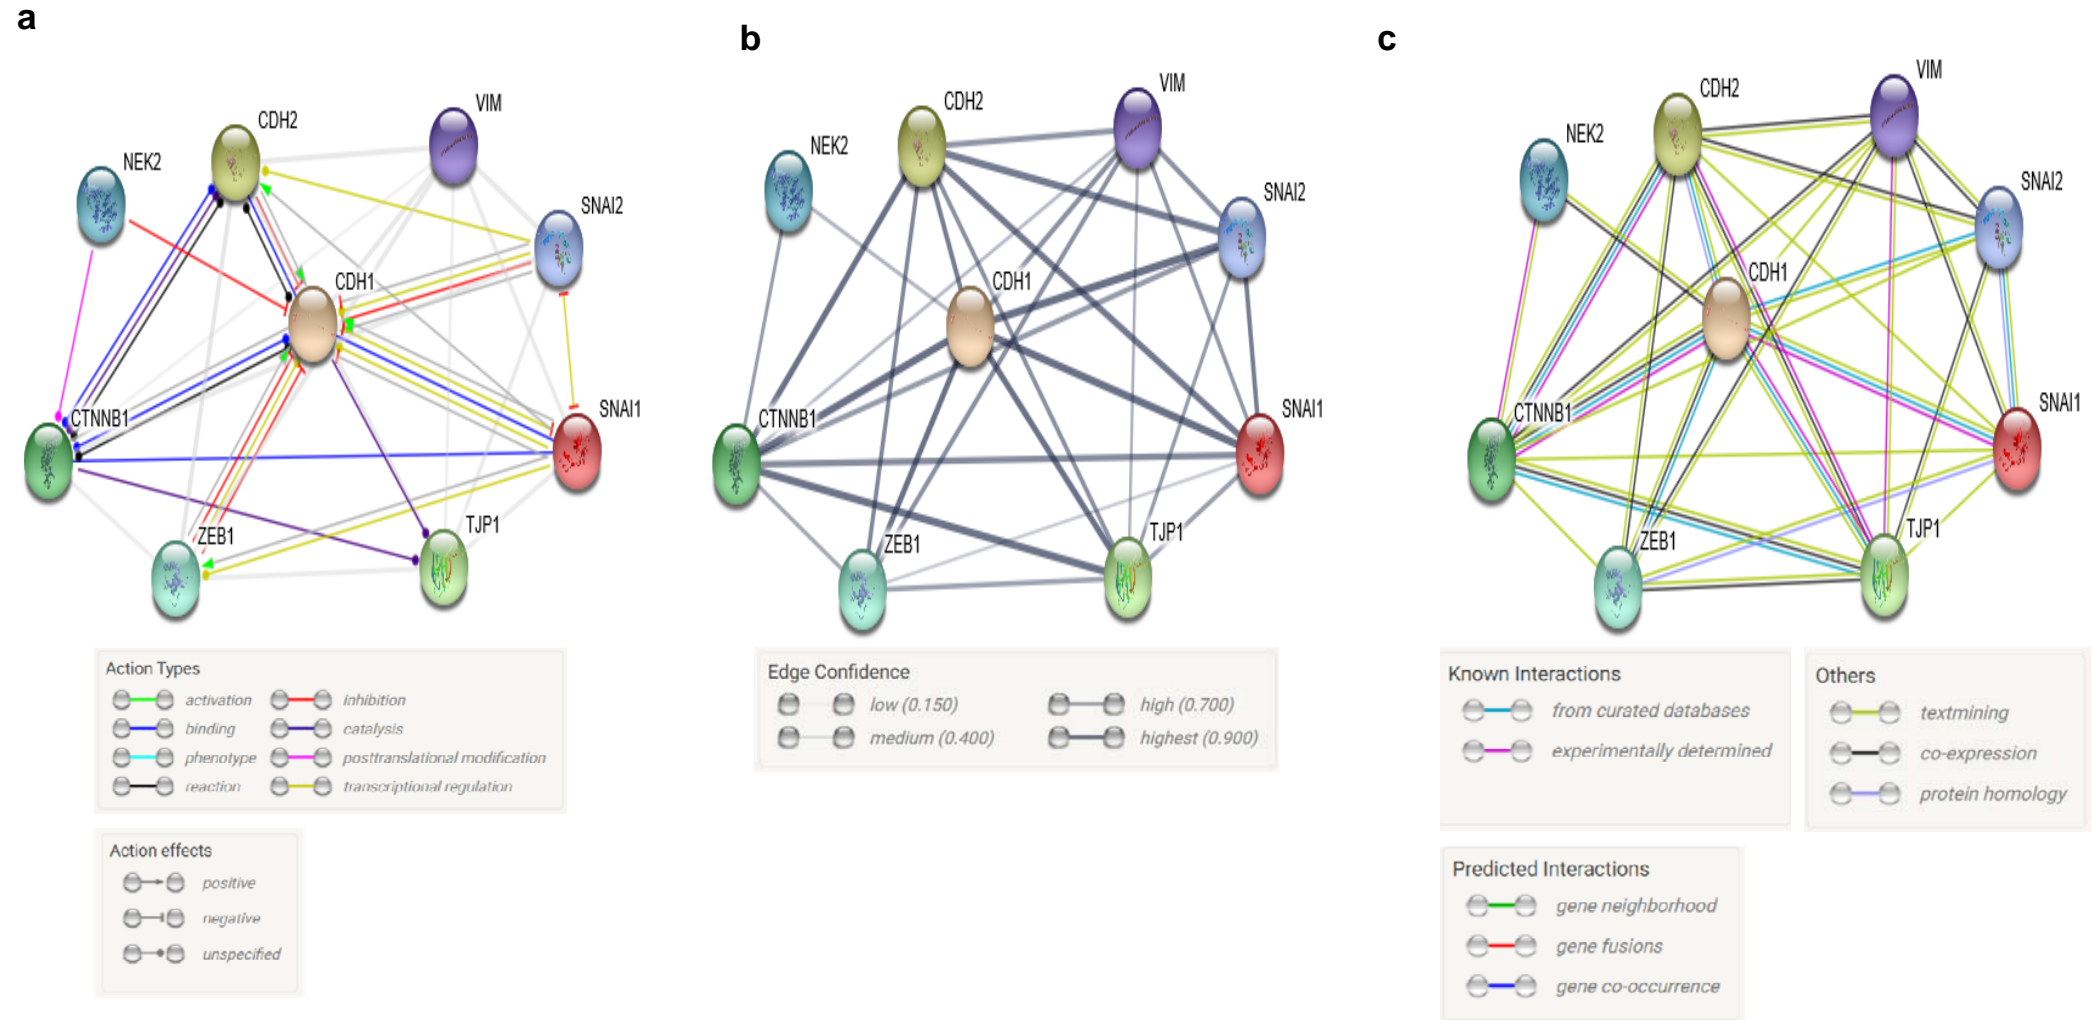 a
CDH2
VIM
NEK2
SNAI2
CDH1
CTNNB1
SNAI1
ZEB1
TJP1
Action Types
activation inhibition
binding catalysis
phenotype posttranslational modification
reaction transcriptional regulation
Action effects
positive
negative
unspecified
b
VIM
CDH2
NEK2
SNAI2
CDH1
CTNNB1
SNAI1
ZEB1
TJP1
Edge Confidence
low (0.150) high (0.700)
medium (0.400) highest (0.900)
c
VIM
CDH2
NEK2
SNAI2
CDH1
CTNNB1
SNAI1
ZEB1
TJP1
Known Interactions
from curated databases
experimentally determined
Others
textmining
co-expression
protein homology
Predicted Interactions
gene neighborhood
gene fusions
gene co-occurrence